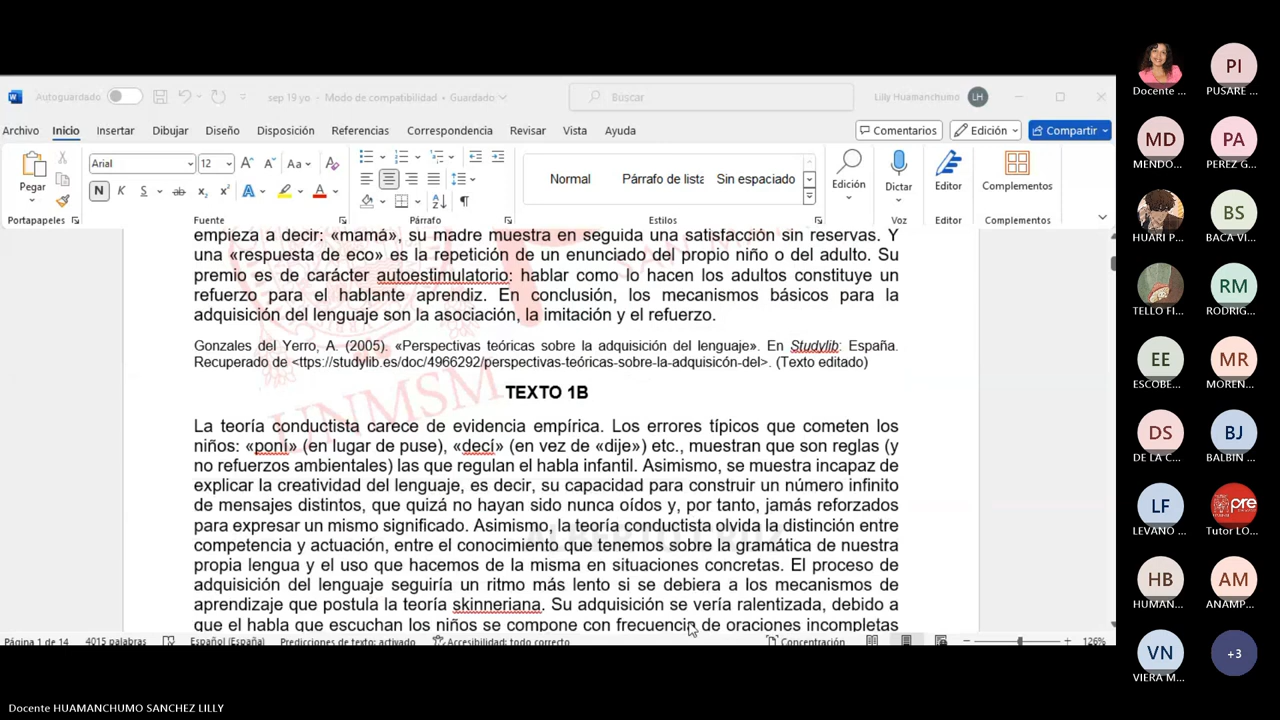 Autoguardado
sep 19 yo. - Modo de compatibilidad • Guardado
Buscar
Lilly Huamanchumo
LH
Archivo
Inicio
Insertar
Dibujar
Diseño
Disposición
Referencias
Correspondencia
Revisar
Vista
Ayuda
Comentarios
Edición
Compartir
Pegar
Arial
12
Normal
Párrafo de lista
Sin espaciado
Edición
Dictar
Editor
Complementos
Portapapeles
Fuente
Párrafo
Estilos
Voz
Editor
Complementos
empieza a decir: «mamá», su madre muestra en seguida una satisfacción sin reservas. Y
una «respuesta de eco» es la repetición de un enunciado del propio niño o del adulto. Su
premio es de carácter autoestimulatorio: hablar como lo hacen los adultos constituye un
refuerzo para el hablante aprendiz. En conclusión, los mecanismos básicos para la
adquisición del lenguaje son la asociación, la imitación y el refuerzo.
Gonzales del Yerro, A. (2005). «Perspectivas teóricas sobre la adquisición del lenguaje». En Studylib: España.
Recuperado de <ttps://studylib.es/doc/4966292/perspectivas-teóricas-sobre-la-adquisicón-del>. (Texto editado)
UNMSM
TEXTO 1B
La teoría conductista carece de evidencia empírica. Los errores típicos que cometen los
niños: «poní» (en lugar de puse), «decí» (en vez de «dije») etc., muestran que son reglas (y
no refuerzos ambientales) las que regulan el habla infantil. Asimismo, se muestra incapaz de
explicar la creatividad del lenguaje, es decir, su capacidad para construir un número infinito
de mensajes distintos, que quizá no hayan sido nunca oídos y, por tanto, jamás reforzados
para expresar un mismo significado. Asimismo, la teoría conductista olvida la distinción entre
competencia y actuación, entre el conocimiento que tenemos sobre la gramática de nuestra
propia lengua y el uso que hacemos de la misma en situaciones concretas. El proceso de
adquisición del lenguaje seguiría un ritmo más lento si se debiera a los mecanismos de
aprendizaje que postula la teoría skinneriana. Su adquisición se vería ralentizada, debido a
que el habla que escuchan los niños se compone con frecuencia de oraciones incompletas
Página 1 de 14
4015 palabras
Español (España)
Predicciones de texto: activado
Accesibilidad: todo correcto
Concentración
126%
Docente HUAMANCHUMO SANCHEZ LILLY
Docente ...
PI
PUSARE ...
MD
MENDO...
PA
PEREZ G...
HUARI P...
BS
BACA VI...
TELLO FI...
RM
RODRIG...
EE
ESCOBE...
MR
MOREN...
DS
DE LA C...
BJ
BALBIN ...
LF
LEVANO ...
pre
Tutor LO...
HB
HUMAN...
AM
ANAMP...
VN
VIERA M...
+3